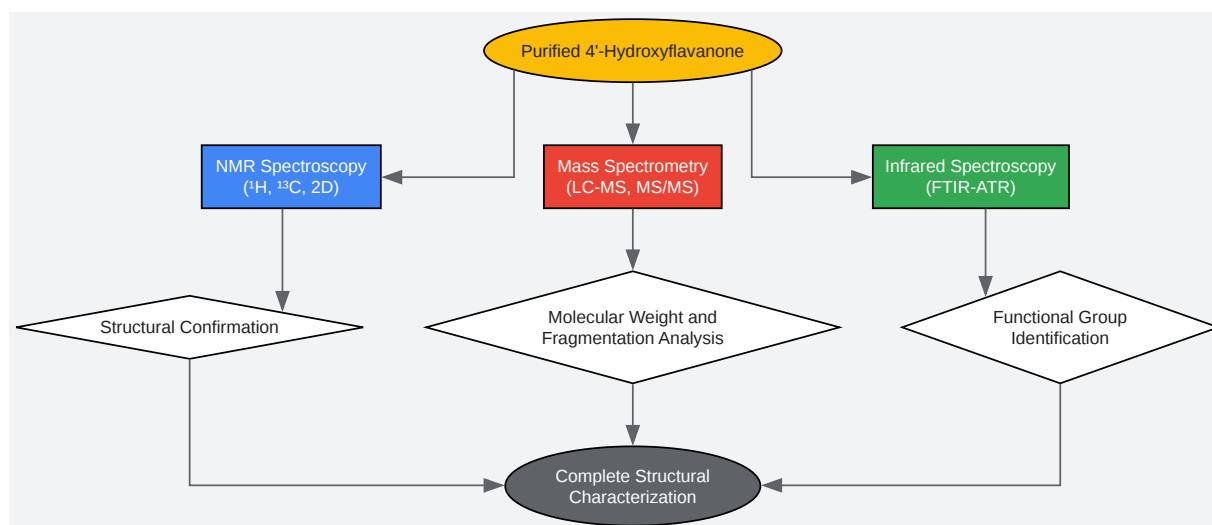 Purified 4'-Hydroxyflavanone
NMR Spectroscopy
(¹H, ¹³C, 2D)
Mass Spectrometry
(LC-MS, MS/MS)
Infrared Spectroscopy
(FTIR-ATR)
Structural Confirmation
Molecular Weight and
Fragmentation Analysis
Functional Group
Identification
Complete Structural
Characterization